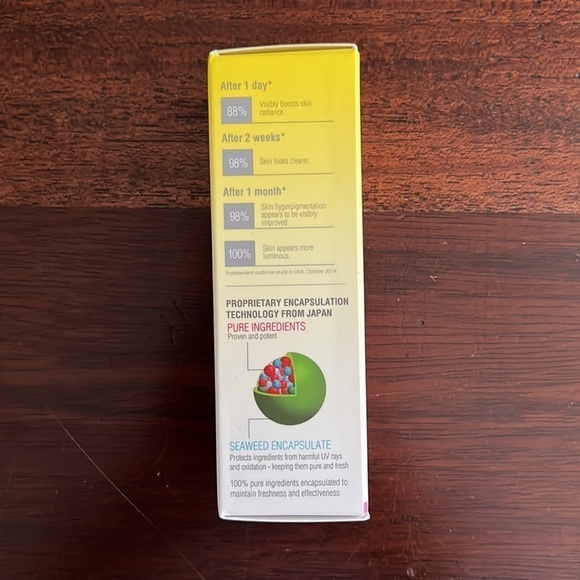 After 1 day*
88% Visibly boosts skin
radiance.
After 2 weeks*
98% Skin looks clearer.
After 1 month*
98% Skin hyperpigmentation
appears to be visibly
improved.
100% Skin appears more
luminous.
*Independent customer study in USA, October 2014.
PROPRIETARY ENCAPSULATION
TECHNOLOGY FROM JAPAN
PURE INGREDIENTS
Proven and potent
SEAWEED ENCAPSULATE
Protects ingredients from harmful UV rays
and oxidation – keeping them pure and fresh
100% pure ingredients encapsulated to
maintain freshness and effectiveness